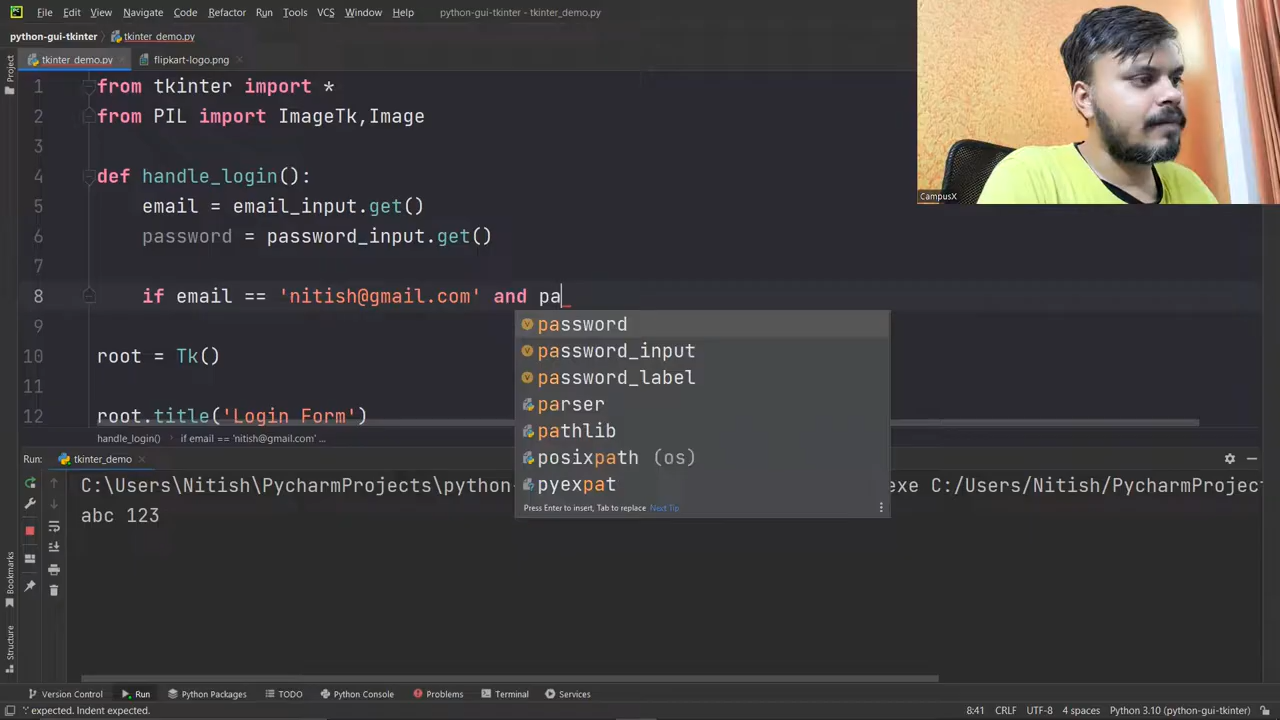 File Edit View Navigate Code Refactor Run Tools VCS Window Help python-gui-tkinter - tkinter_demo.py
python-gui-tkinter tkinter_demo.py
Project
tkinter_demo.py flipkart-logo.png
1 from tkinter import *
2 from PIL import ImageTk,Image
3
4 def handle_login():
5 email = email_input.get()
6 password = password_input.get()
7
8 if email == 'nitish@gmail.com' and pa
9
10 root = Tk()
11
12 root.title('Login Form')
password
password_input
password_label
parser
pathlib
posixpath (os)
pyexpat
Press Enter to insert, Tab to replace Next Tip
handle_login() if email == 'nitish@gmail.com' ...
Run: tkinter_demo
C:\Users\Nitish\PycharmProjects\python- exe C:/Users/Nitish/PycharmProject
abc 123
Bookmarks
Structure
Version Control Run Python Packages TODO Python Console Problems Terminal Services
':' expected. Indent expected. 8:41 CRLF UTF-8 4 spaces Python 3.10 (python-gui-tkinter)
CampusX